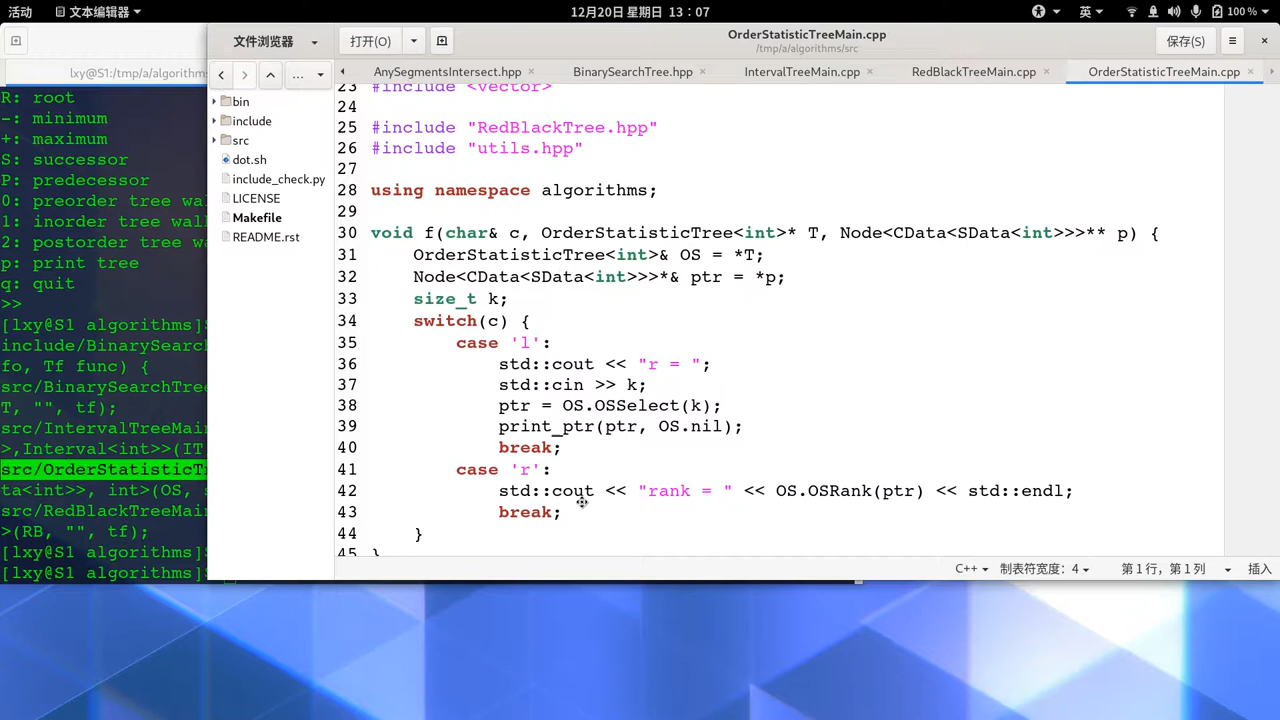 活动 文本编辑器 12月20日 星期日 13：07 英 100 %
文件浏览器 打开(O) OrderStatisticTreeMain.cpp 保存(S)
/tmp/a/algorithms/src
lxy@S1:/tmp/a/algorithms
... AnySegmentsIntersect.hpp BinarySearchTree.hpp IntervalTreeMain.cpp RedBlackTreeMain.cpp OrderStatisticTreeMain.cpp
R: root
-: minimum
+: maximum
S: successor
P: predecessor
0: preorder tree wal
1: inorder tree wal
2: postorder tree w
p: print tree
q: quit
>>
[lxy@S1 algorithms]
include/BinarySearch
fo, Tf func) {
src/BinarySearchTre
T, "", tf);
src/IntervalTreeMai
>,Interval<int>>(IT
src/OrderStatisticT
ta<int>>, int>(OS,
src/RedBlackTreeMai
>(RB, "", tf);
[lxy@S1 algorithms]
[lxy@S1 algorithms]
bin
include
src
dot.sh
include_check.py
LICENSE
Makefile
README.rst
23 #include <vector>
24
25 #include "RedBlackTree.hpp"
26 #include "utils.hpp"
27
28 using namespace algorithms;
29
30 void f(char& c, OrderStatisticTree<int>* T, Node<CData<SData<int>>>** p) {
31 OrderStatisticTree<int>& OS = *T;
32 Node<CData<SData<int>>>*& ptr = *p;
33 size_t k;
34 switch(c) {
35 case 'l':
36 std::cout << "r = ";
37 std::cin >> k;
38 ptr = OS.OSSelect(k);
39 print_ptr(ptr, OS.nil);
40 break;
41 case 'r':
42 std::cout << "rank = " << OS.OSRank(ptr) << std::endl;
43 break;
44 }
45 }
C++ 制表符宽度：4 第 1 行，第 1 列 插入